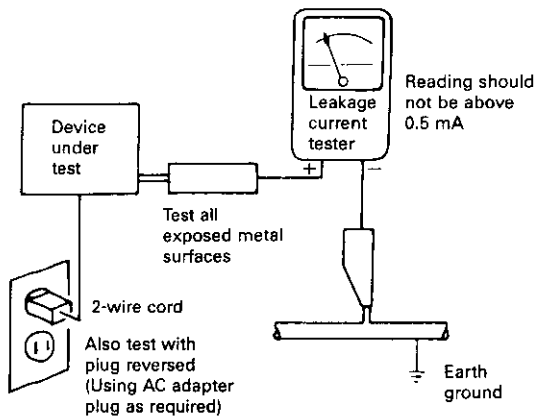 Reading should
not be above
0.5 mA
Leakage
current
tester
+
−
Device
under
test
Test all
exposed metal
surfaces
2-wire cord
Also test with
plug reversed
(Using AC adapter
plug as required)
Earth
ground